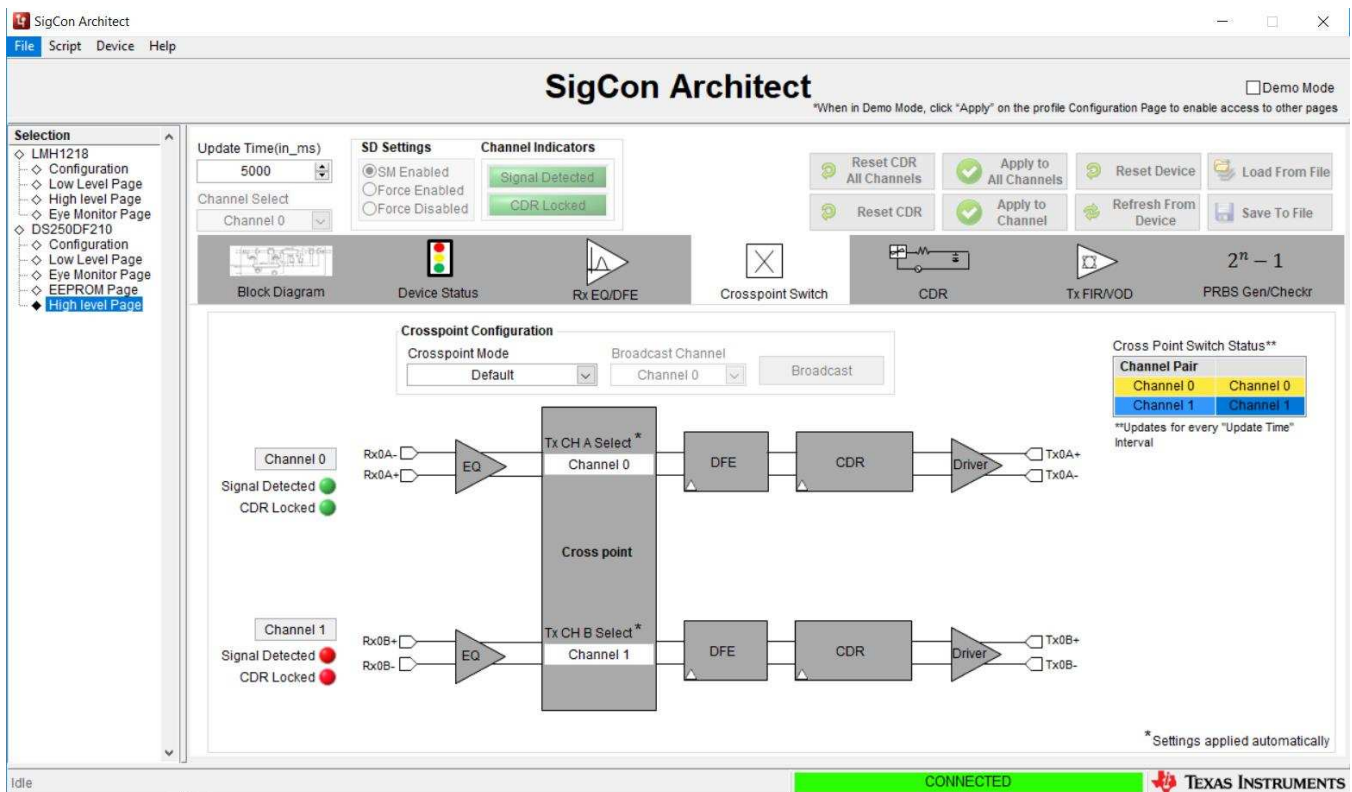 SigCon Architect
File Script Device Help
SigCon Architect
Demo Mode
*When in Demo Mode, click "Apply" on the profile Configuration Page to enable access to other pages
Selection
LMH1218
Configuration
Low Level Page
High level Page
Eye Monitor Page
DS250DF210
Configuration
Low Level Page
Eye Monitor Page
EEPROM Page
High level Page
Update Time(in_ms)
5000
Channel Select
Channel 0
SD Settings
SM Enabled
Force Enabled
Force Disabled
Channel Indicators
Signal Detected
CDR Locked
Reset CDR
All Channels
Apply to
All Channels
Reset Device
Load From File
Reset CDR
Apply to
Channel
Refresh From
Device
Save To File
Block Diagram
Device Status
Rx EQ/DFE
Crosspoint Switch
CDR
Tx FIR/VOD
2ⁿ − 1
PRBS Gen/Checkr
Crosspoint Configuration
Crosspoint Mode
Default
Broadcast Channel
Channel 0
Broadcast
Cross Point Switch Status**
Channel Pair
Channel 0 Channel 0
Channel 1 Channel 1
**Updates for every "Update Time"
Interval
Channel 0
Signal Detected
CDR Locked
Rx0A-
Rx0A+
EQ
Tx CH A Select *
Channel 0
DFE
CDR
Driver
Tx0A+
Tx0A-
Cross point
Channel 1
Signal Detected
CDR Locked
Rx0B+
Rx0B-
EQ
Tx CH B Select *
Channel 1
DFE
CDR
Driver
Tx0B+
Tx0B-
*Settings applied automatically
Idle
CONNECTED
TEXAS INSTRUMENTS